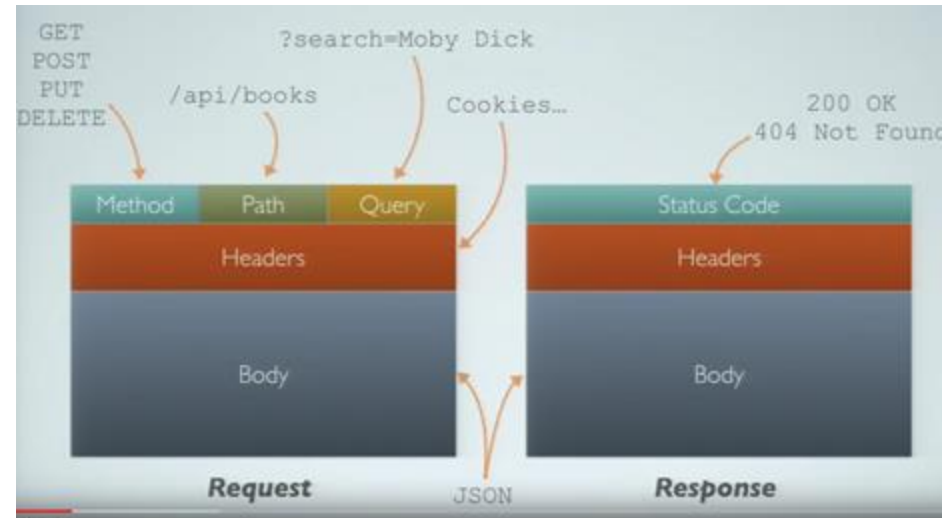 GET
POST
PUT
DELETE
/api/books
?search=Moby Dick
Cookies…
200 OK
404 Not Found
Method Path Query
Headers
Body
Request
Status Code
Headers
Body
Response
JSON